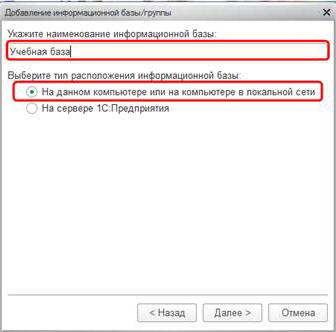 Добавление информационной базы/группы
Укажите наименование информационной базы:
Учебная база
Выберите тип расположения информационной базы:
На данном компьютере или на компьютере в локальной сети
На сервере 1С:Предприятия
< Назад
Далее >
Отмена